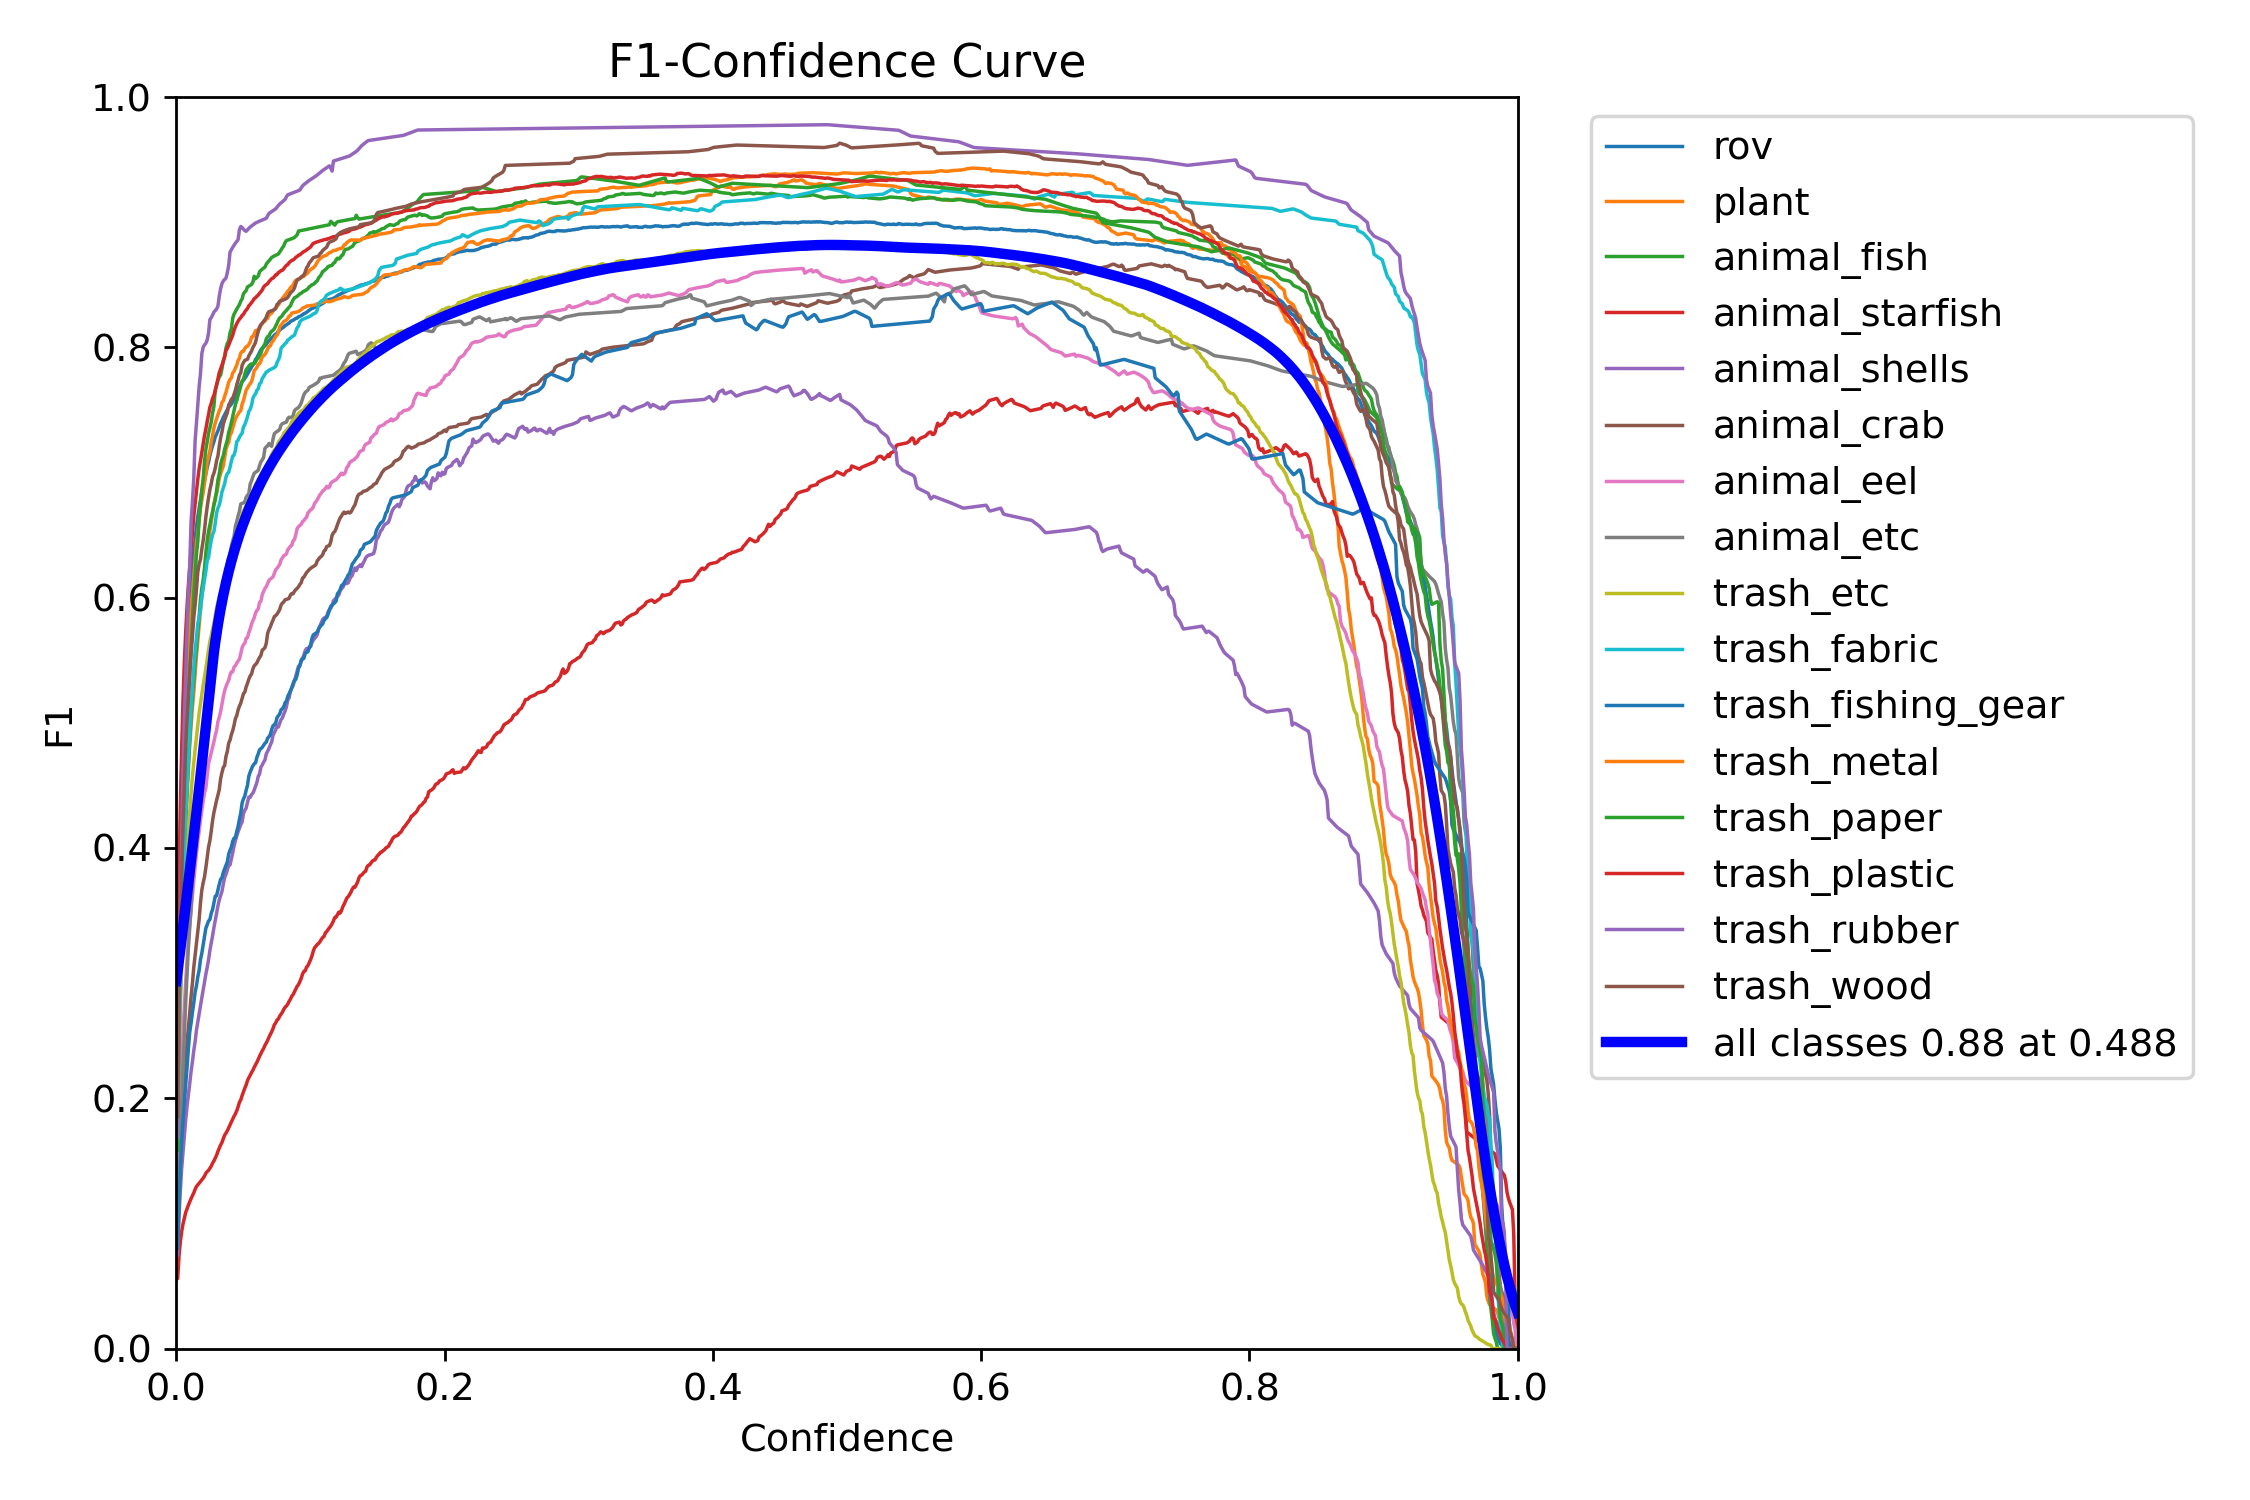 F1-Confidence Curve
1.0
0.8
0.6
0.4
0.2
0.0
F1
0.0 0.2 0.4 0.6 0.8 1.0
Confidence
rov
plant
animal_fish
animal_starfish
animal_shells
animal_crab
animal_eel
animal_etc
trash_etc
trash_fabric
trash_fishing_gear
trash_metal
trash_paper
trash_plastic
trash_rubber
trash_wood
all classes 0.88 at 0.488